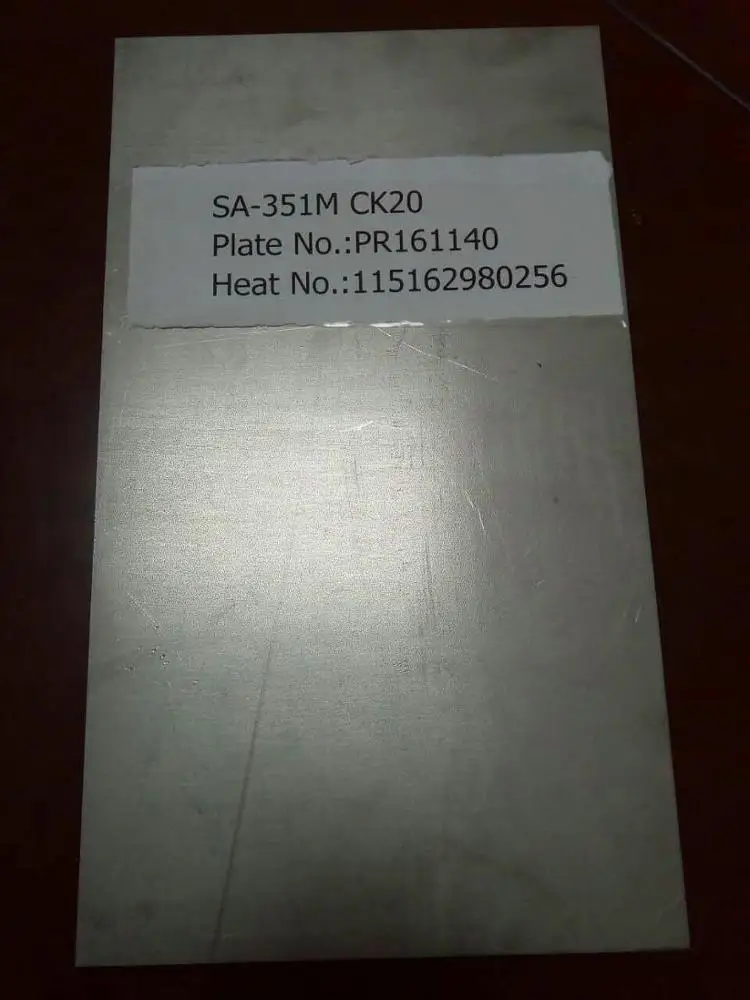 SA-351M CK20
Plate No.:PR161140
Heat No.:115162980256